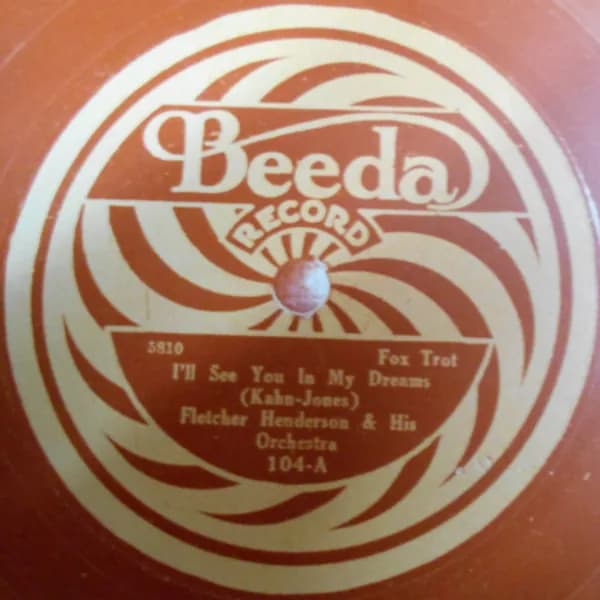 Beeda
RECORD
5810 Fox Trot
I'll See You In My Dreams
(Kahn-Jones)
Fletcher Henderson & His
Orchestra
104-A